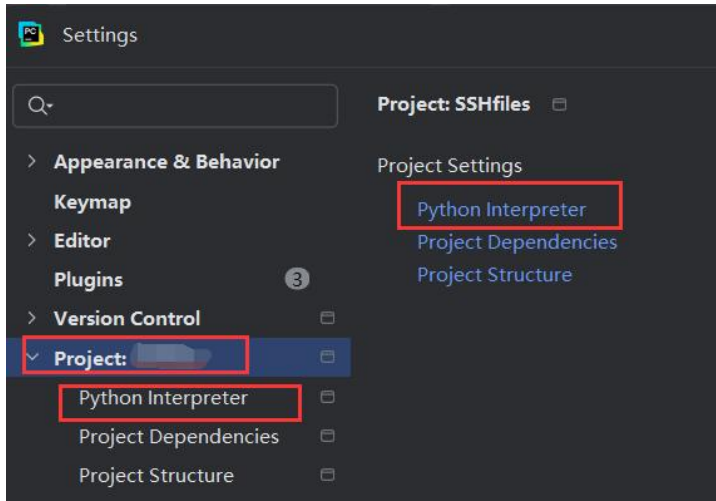 PC
Settings
Project: SSHfiles
Project Settings
Python Interpreter
Project Dependencies
Project Structure
Appearance & Behavior
Keymap
Editor
Plugins 3
Version Control
Project:
Python Interpreter
Project Dependencies
Project Structure